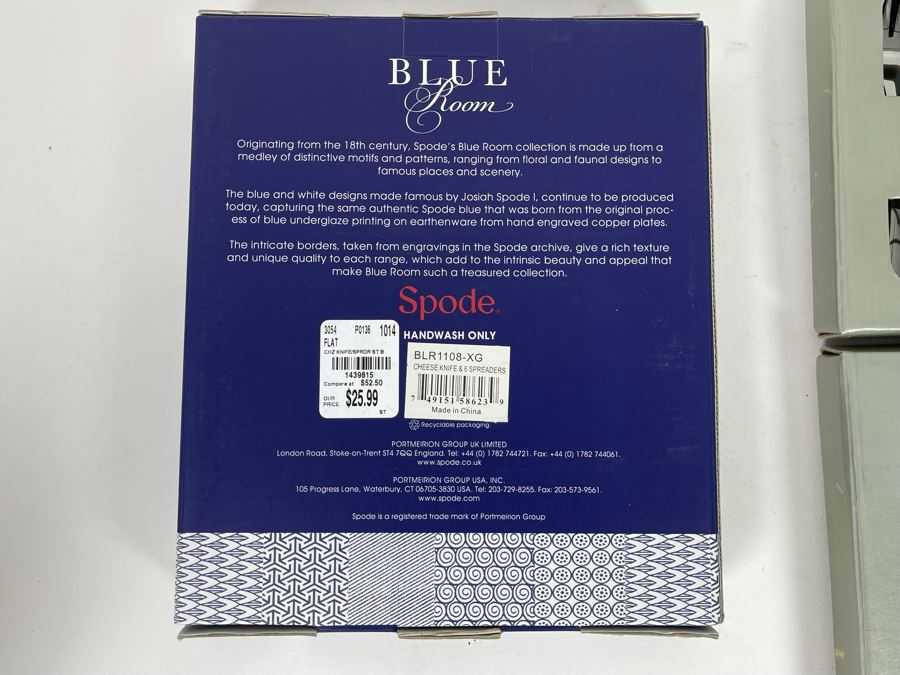 BLUE
Room
Originating from the 18th century, Spode's Blue Room collection is made up from a
medley of distinctive motifs and patterns, ranging from floral and faunal designs to
famous places and scenery.
The blue and white designs made famous by Josiah Spode I, continue to be produced
today, capturing the same authentic Spode blue that was born from the original proc-
ess of blue underglaze printing on earthenware from hand engraved copper plates.
The intricate borders, taken from engravings in the Spode archive, give a rich texture
and unique quality to each range, which add to the intrinsic beauty and appeal that
make Blue Room such a treasured collection.
Spode®
HANDWASH ONLY
3054 P0136 1014
FLAT
CHZ KNIFE/SPRDR ST B
1439815
Compare at $52.50
OUR PRICE $25.99
ST
BLR1108-XG
CHEESE KNIFE & 6 SPREADERS
7 49151 58623 9
Made in China
Recyclable packaging.
PORTMEIRION GROUP UK LIMITED
London Road, Stoke-on-Trent ST4 7QQ England. Tel: +44 (0) 1782 744721. Fax: +44 (0) 1782 744061.
www.spode.co.uk
PORTMEIRION GROUP USA, INC.
105 Progress Lane, Waterbury, CT 06705-3830 USA. Tel: 203-729-8255. Fax: 203-573-9561.
www.spode.com
Spode is a registered trade mark of Portmeirion Group